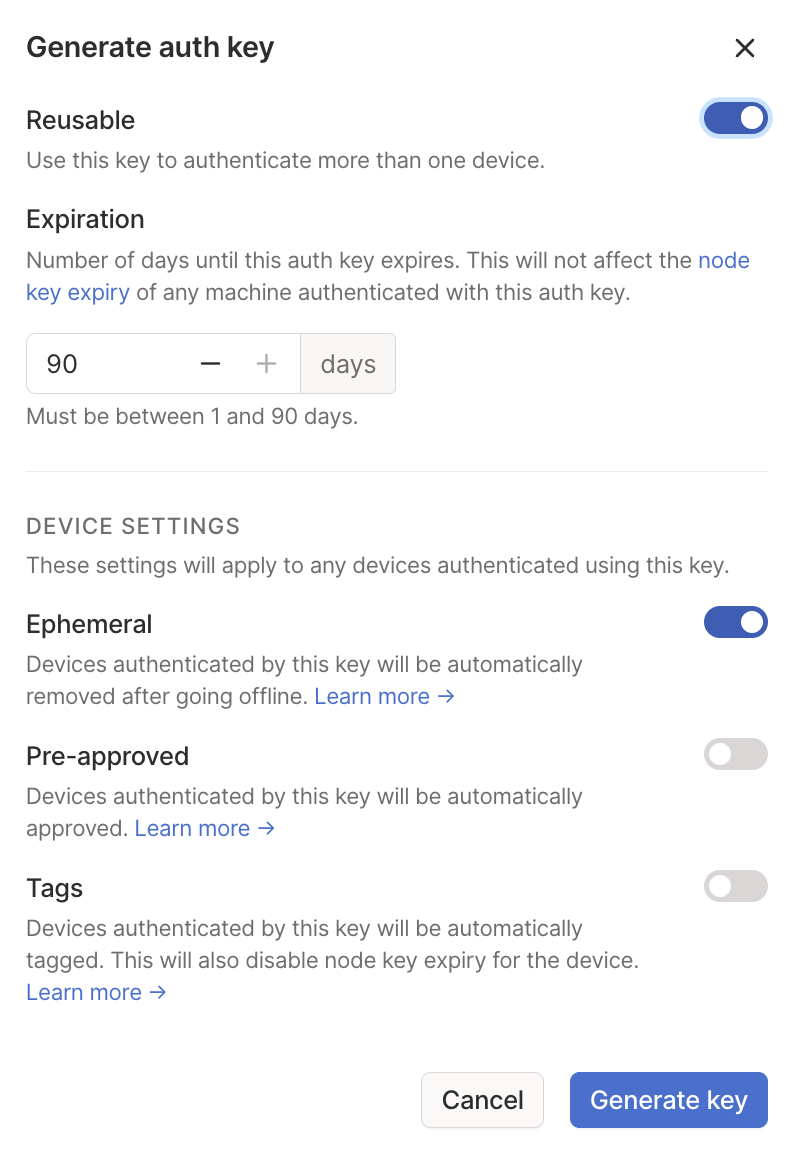 Generate auth key
Reusable
Use this key to authenticate more than one device.
Expiration
Number of days until this auth key expires. This will not affect the node
key expiry of any machine authenticated with this auth key.
90 days
Must be between 1 and 90 days.
DEVICE SETTINGS
These settings will apply to any devices authenticated using this key.
Ephemeral
Devices authenticated by this key will be automatically
removed after going offline. Learn more →
Pre-approved
Devices authenticated by this key will be automatically
approved. Learn more →
Tags
Devices authenticated by this key will be automatically
tagged. This will also disable node key expiry for the device.
Learn more →
Cancel Generate key